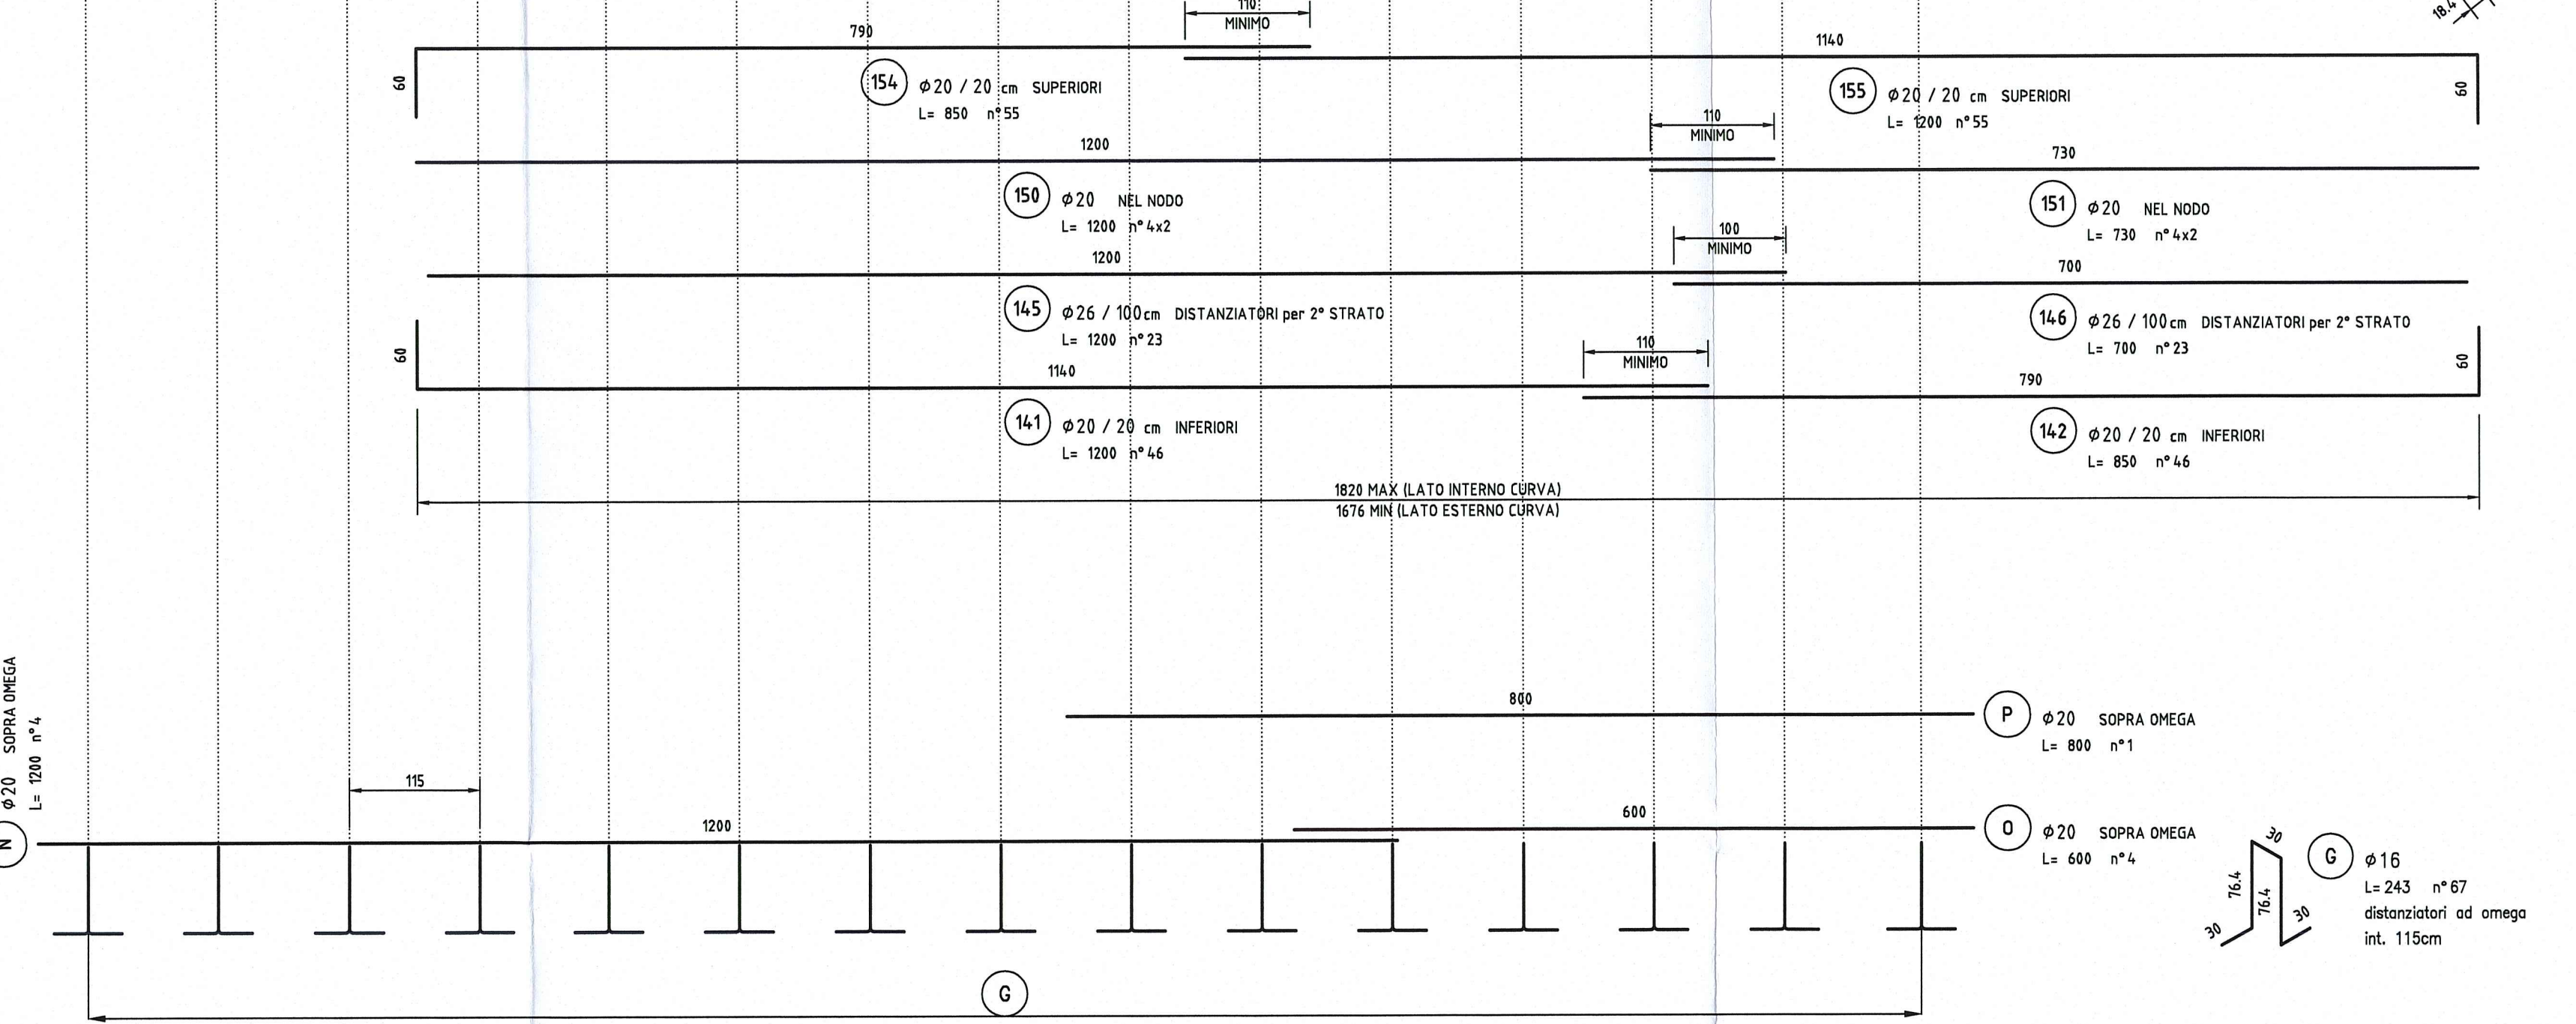 110
MINIMO
18.4
790
1140
60
154
Φ20 / 20 cm SUPERIORI
L= 850 n°55
155
Φ20 / 20 cm SUPERIORI
L= 1200 n°55
60
110
MINIMO
1200
730
150
Φ20 NEL NODO
L= 1200 n°4x2
151
Φ20 NEL NODO
L= 730 n°4x2
100
MINIMO
1200
700
145
Φ26 / 100cm DISTANZIATORI per 2° STRATO
L= 1200 n°23
146
Φ26 / 100cm DISTANZIATORI per 2° STRATO
L= 700 n°23
60
110
MINIMO
60
1140
790
141
Φ20 / 20 cm INFERIORI
L= 1200 n°46
142
Φ20 / 20 cm INFERIORI
L= 850 n°46
1820 MAX (LATO INTERNO CURVA)
1676 MIN (LATO ESTERNO CURVA)
800
P
Φ20 SOPRA OMEGA
L= 800 n°1
N
Φ20 SOPRA OMEGA
L= 1200 n°4
115
1200
600
O
Φ20 SOPRA OMEGA
L= 600 n°4
30
76.4
76.4
30
30
G
Φ16
L=243 n°67
distanziatori ad omega
int. 115cm
G